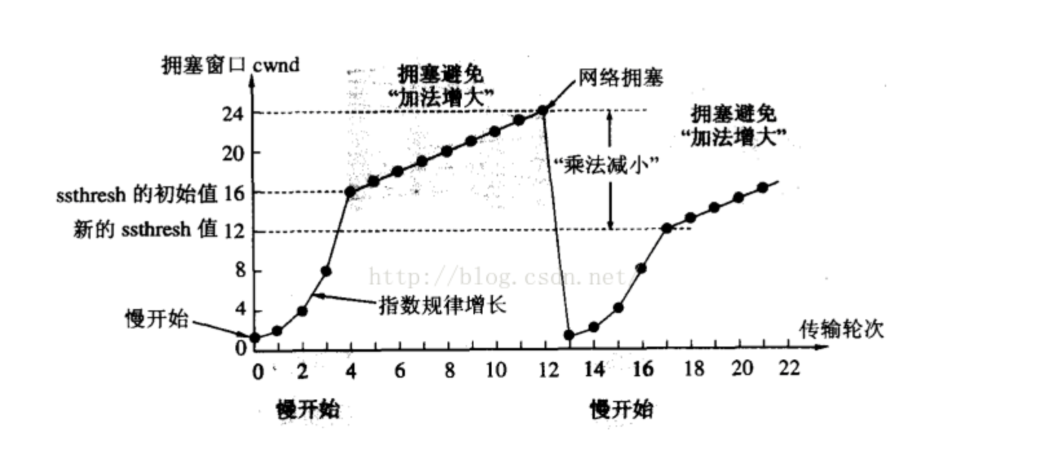 拥塞窗口 cwnd
拥塞避免
“加法增大”
网络拥塞
拥塞避免
“加法增大”
“乘法减小”
24
20
ssthresh 的初始值 16
新的 ssthresh 值 12
8
4
0
http://blog.csdn.net/
指数规律增长
慢开始
传输轮次
0 2 4 6 8 10 12 14 16 18 20 22
慢开始
慢开始